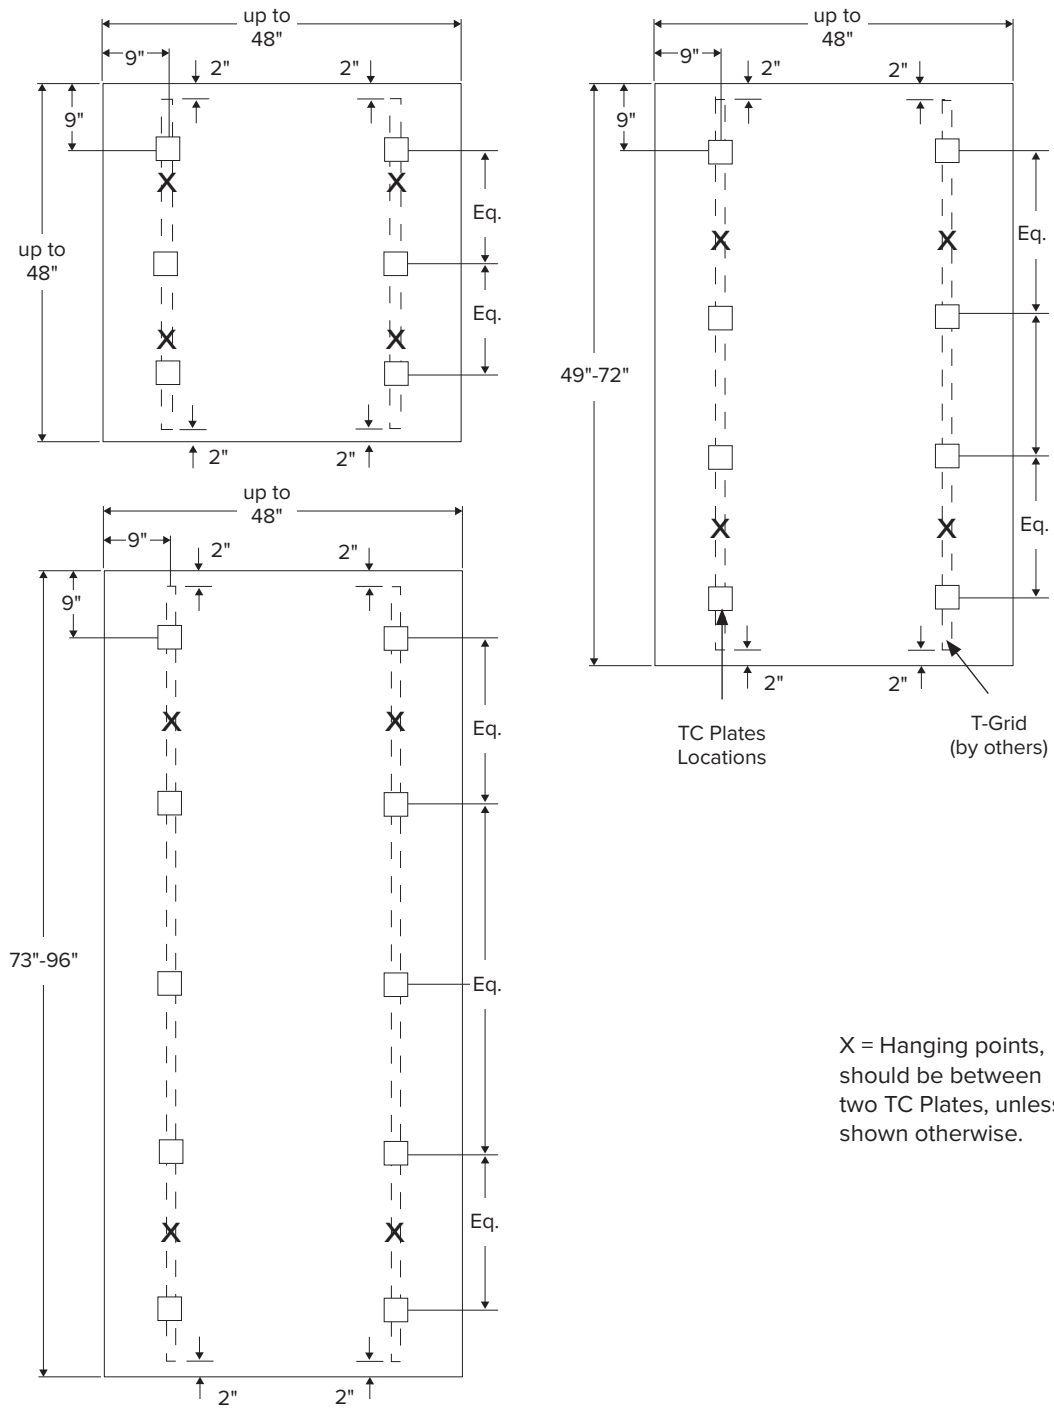 up to
48"
9"
2"
2"
9"
X
X
Eq.
up to
48"
Eq.
X
X
2"
2"
up to
48"
9"
2"
2"
9"
X
X
Eq.
49"-72"
Eq.
X
X
2"
2"
TC Plates
Locations
T-Grid
(by others)
up to
48"
9"
2"
2"
9"
X
X
Eq.
73"-96"
Eq.
Eq.
X
X
2"
2"
X = Hanging points,
should be between
two TC Plates, unless
shown otherwise.